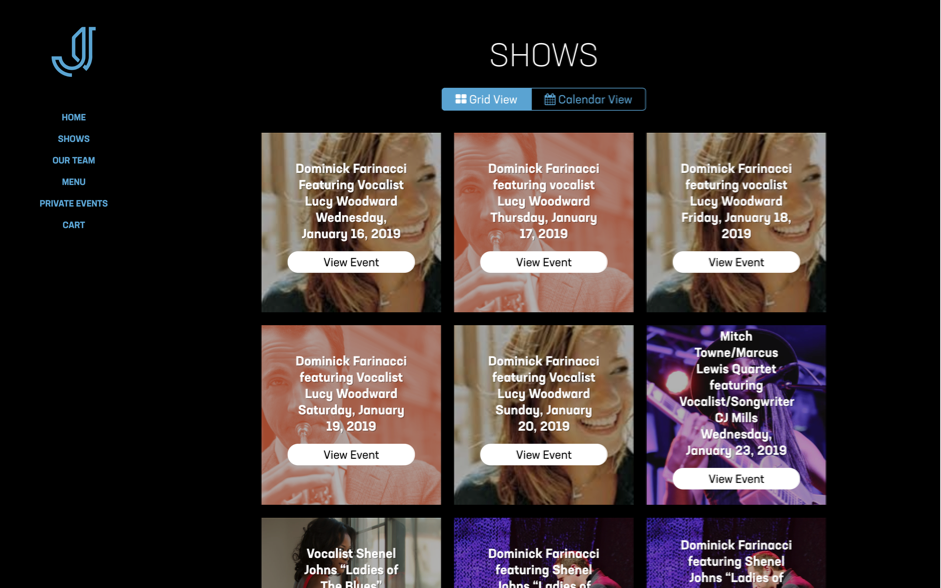 SHOWS
Grid View
Calendar View
HOME
SHOWS
OUR TEAM
MENU
PRIVATE EVENTS
CART
Dominick Farinacci
Featuring Vocalist
Lucy Woodward
Wednesday,
January 16, 2019
View Event
Dominick Farinacci
featuring vocalist
Lucy Woodward
Thursday, January
17, 2019
View Event
Dominick Farinacci
featuring vocalist
Lucy Woodward
Friday, January 18,
2019
View Event
Dominick Farinacci
featuring Vocalist
Lucy Woodward
Saturday, January
19, 2019
View Event
Dominick Farinacci
featuring Vocalist
Lucy Woodward
Sunday, January
20, 2019
View Event
Mitch
Towne/Marcus
Lewis Quartet
featuring
Vocalist/Songwriter
CJ Mills
Wednesday,
January 23, 2019
View Event
Vocalist Shenel
Johns “Ladies of
The Blues”
Dominick Farinacci
featuring Shenel
Johns “Ladies of
Dominick Farinacci
featuring Shenel
Johns “Ladies of